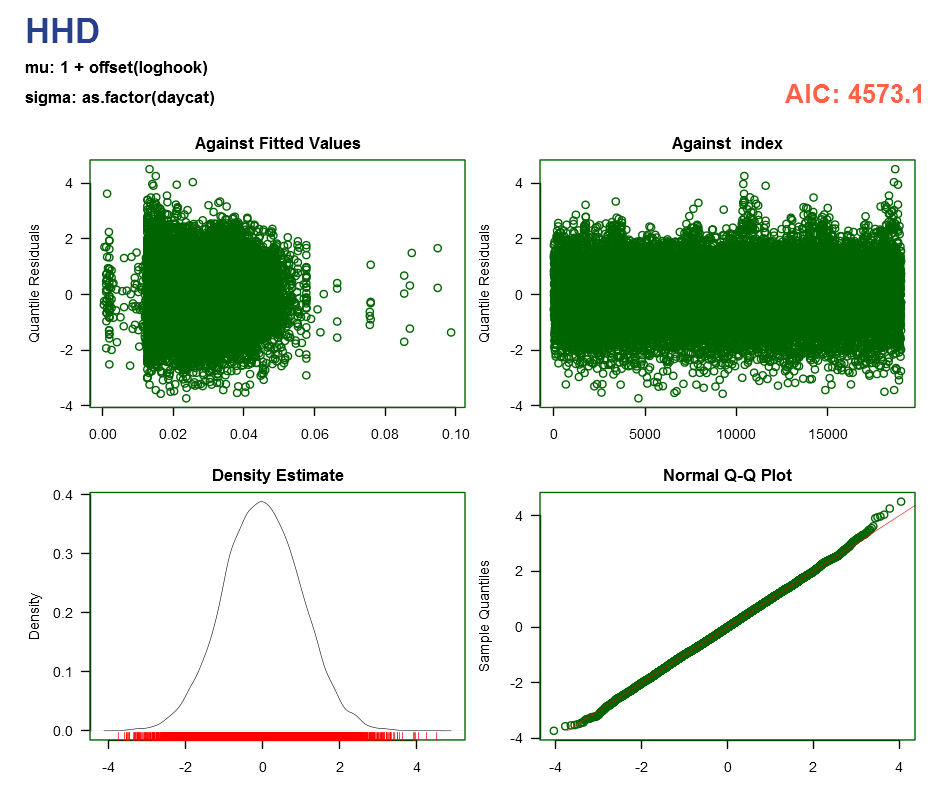 HHD
mu: 1 + offset(loghook)
sigma: as.factor(daycat)
AIC: 4573.1
Against Fitted Values
Quantile Residuals
4
2
0
-2
-4
0.00 0.02 0.04 0.06 0.08 0.10
Against  index
Quantile Residuals
4
2
0
-2
-4
0 5000 10000 15000
Density Estimate
Density
0.4
0.3
0.2
0.1
0.0
-4 -2 0 2 4
Normal Q-Q Plot
Sample Quantiles
4
2
0
-2
-4
-4 -2 0 2 4